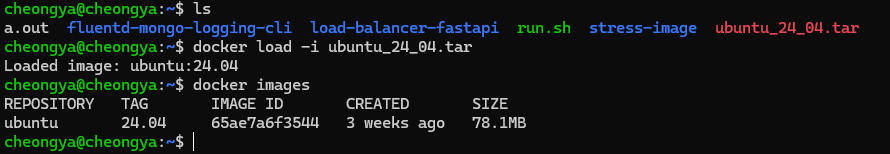 cheongya@cheongya:~$ ls
a.out  fluentd-mongo-logging-cli  load-balancer-fastapi  run.sh  stress-image  ubuntu_24_04.tar
cheongya@cheongya:~$ docker load -i ubuntu_24_04.tar
Loaded image: ubuntu:24.04
cheongya@cheongya:~$ docker images
REPOSITORY   TAG       IMAGE ID       CREATED       SIZE
ubuntu       24.04     65ae7a6f3544   3 weeks ago   78.1MB
cheongya@cheongya:~$